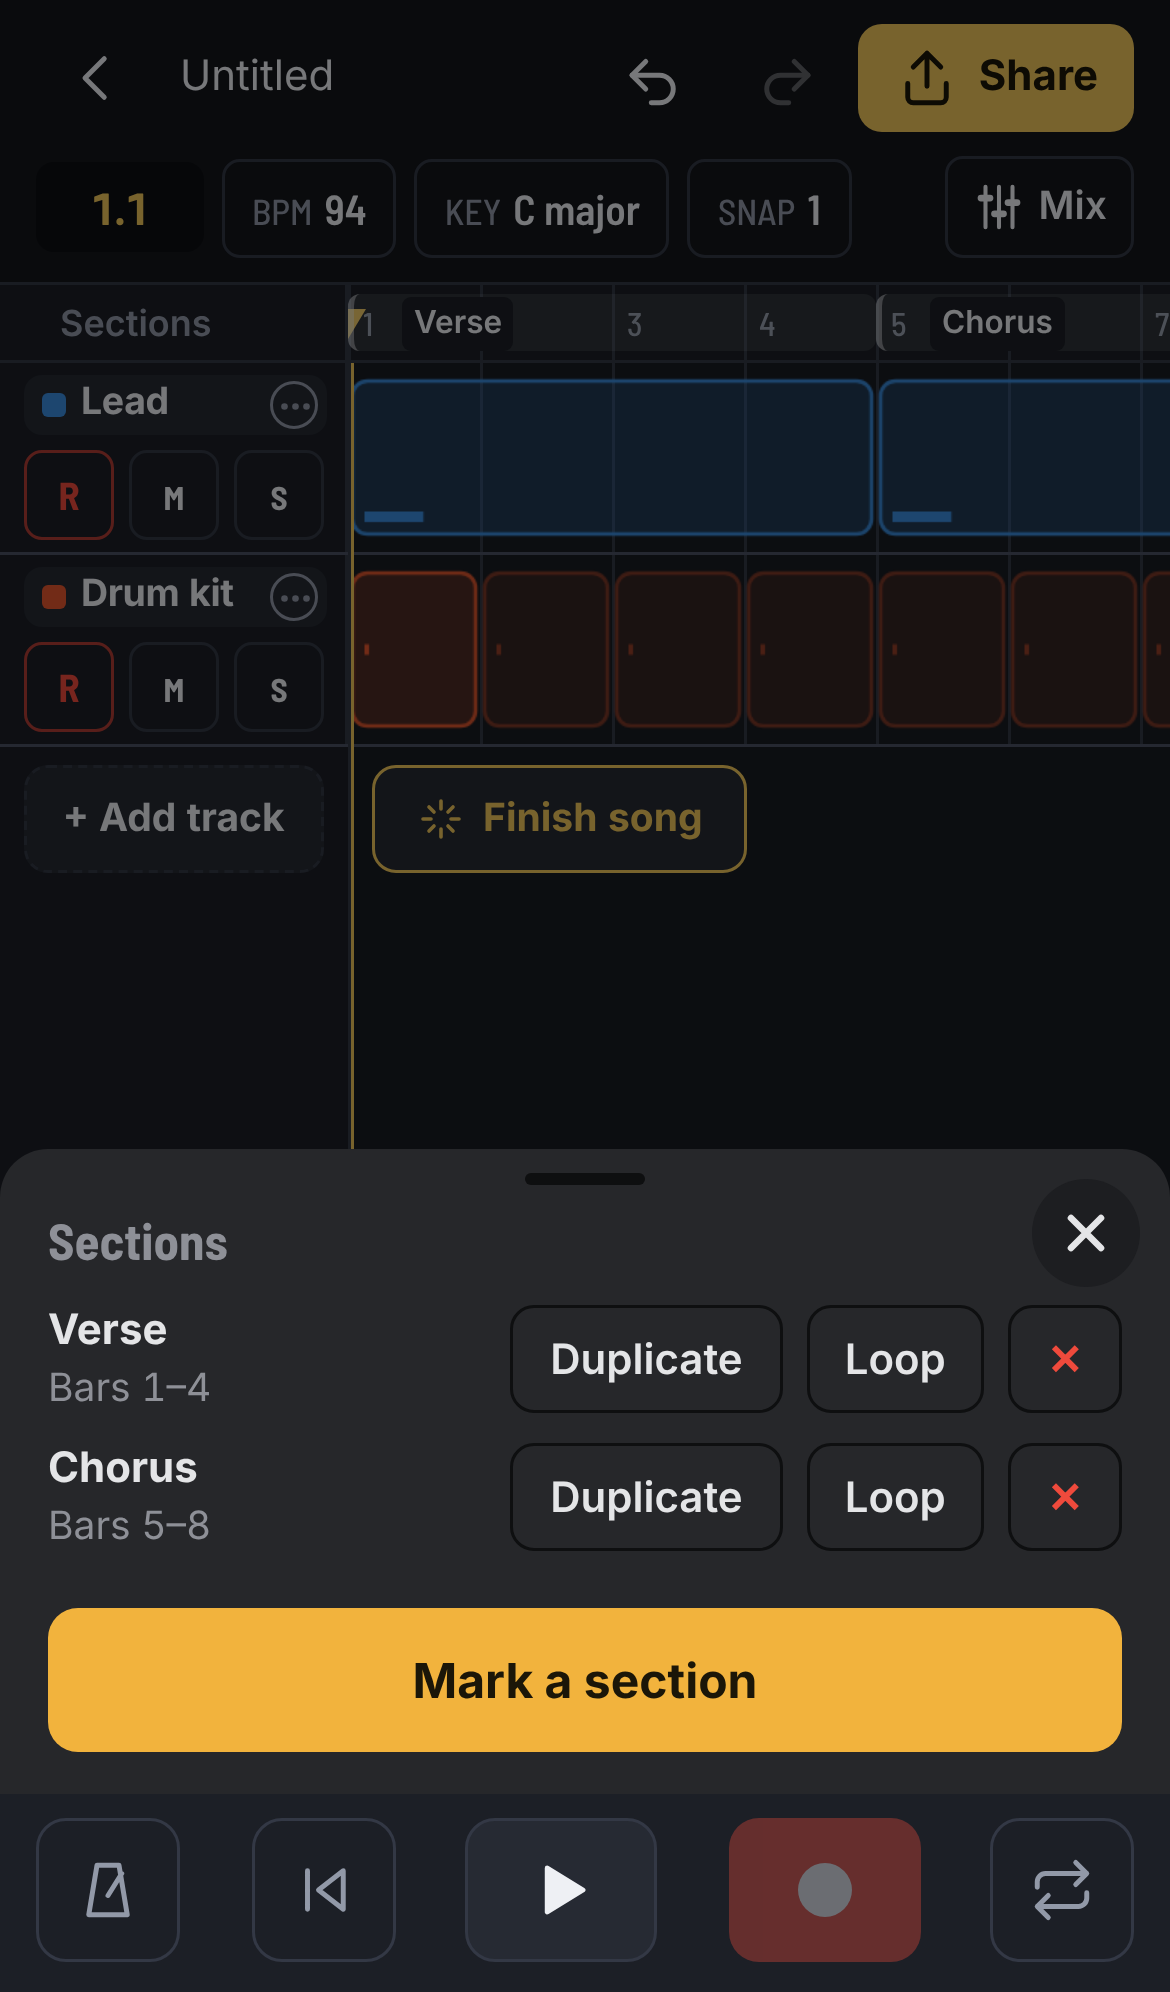 Untitled
Share
1.1
BPM 94
KEY C major
SNAP 1
Mix
Sections
1
Verse
3
4
5
Chorus
7
Lead
R
M
S
Drum kit
R
M
S
+ Add track
Finish song
Sections
Verse
Duplicate
Loop
Bars 1–4
Chorus
Duplicate
Loop
Bars 5–8
Mark a section